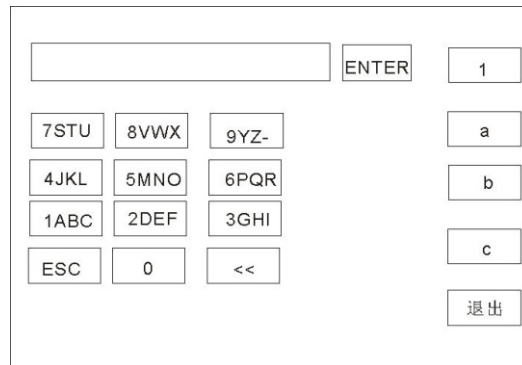 ENTER
1
7STU 8VWX 9YZ-
a
4JKL 5MNO 6PQR
b
1ABC 2DEF 3GHI
c
ESC 0 <<
退出